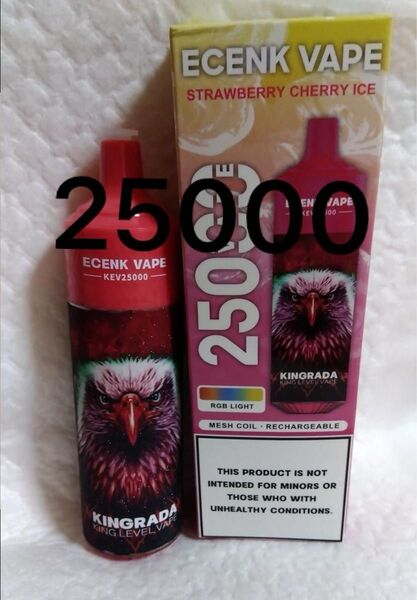 ECENK VAPE
STRAWBERRY CHERRY ICE
25000
25000
ECENK VAPE
KEV25000
ECENK VAPE
KEV25000
KINGRADA
KING LEVEL VAPE
RGB LIGHT
MESH COIL · RECHARGEABLE
THIS PRODUCT IS NOT
INTENDED FOR MINORS OR
THOSE WHO WITH
UNHEALTHY CONDITIONS.
KINGRADA
KING LEVEL VAPE